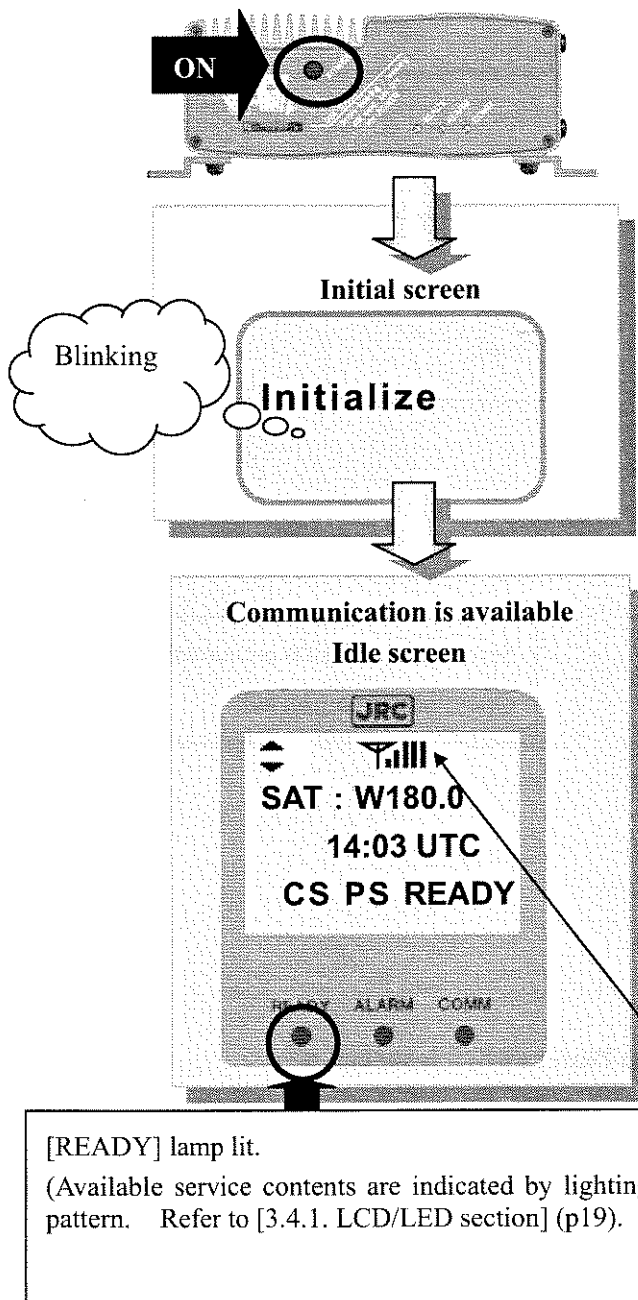 ON
Initial screen
Blinking
Initialize
Communication is available
Idle screen
JRC
SAT : W180.0
14:03 UTC
CS PS READY
READY ALARM COMM
[READY] lamp lit.
(Available service contents are indicated by lightin
pattern. Refer to [3.4.1. LCD/LED section] (p19).